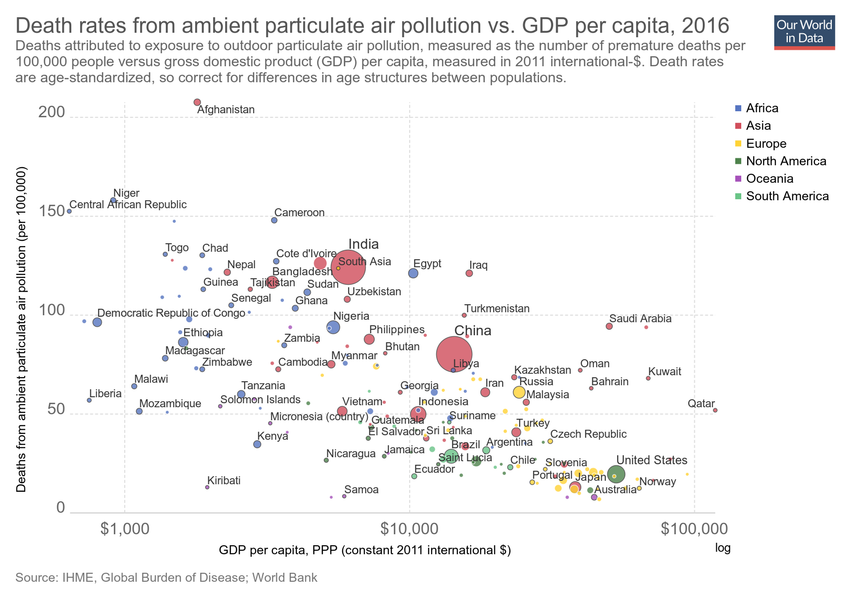 Death rates from ambient particulate air pollution vs. GDP per capita, 2016
Our World
in Data
Deaths attributed to exposure to outdoor particulate air pollution, measured as the number of premature deaths per
100,000 people versus gross domestic product (GDP) per capita, measured in 2011 international-$. Death rates
are age-standardized, so correct for differences in age structures between populations.
Deaths from ambient air pollution (per 100,000)
200
Afghanistan
Africa
Asia
Europe
North America
Oceania
South America
Niger
Central African Republic
150
Cameroon
Togo
Chad
Cote d'Ivoire
India
South Asia
Nepal
Bangladesh
Egypt
Iraq
Guinea
Tajikistan
Sudan
Uzbekistan
Senegal
Ghana
100
Democratic Republic of Congo
Nigeria
Turkmenistan
Saudi Arabia
Ethiopia
Zambia
Philippines
China
Madagascar
Bhutan
Zimbabwe
Cambodia
Myanmar
Libya
Kazakhstan
Oman
Kuwait
Malawi
Tanzania
Georgia
Iran
Russia
Bahrain
Liberia
Mozambique
Solomon Islands
Vietnam
Indonesia
Malaysia
Qatar
50
Micronesia (country)
Guatemala
Suriname
Turkey
Kenya
El Salvador
Sri Lanka
Czech Republic
Nicaragua
Jamaica
Brazil
Argentina
Saint Lucia
Chile
Slovenia
United States
Kiribati
Ecuador
Portugal
Japan
Norway
Samoa
Australia
0
$1,000
$10,000
$100,000
GDP per capita, PPP (constant 2011 international $)
log
Source: IHME, Global Burden of Disease; World Bank